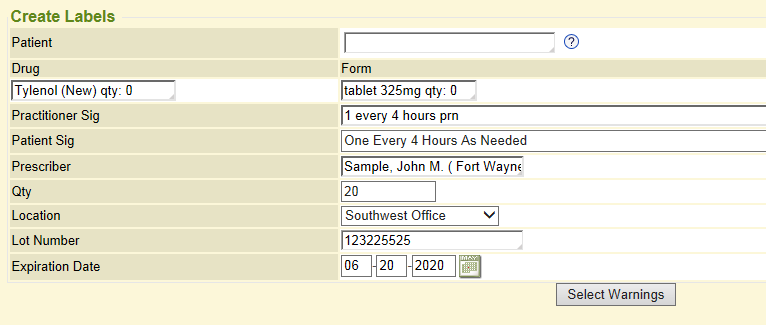 Create Labels
Patient ?
Drug Form
Tylenol (New) qty: 0 tablet 325mg qty: 0
Practitioner Sig 1 every 4 hours prn
Patient Sig One Every 4 Hours As Needed
Prescriber Sample, John M. ( Fort Wayne
Qty 20
Location Southwest Office
Lot Number 123225525
Expiration Date 06 - 20 - 2020 MAY
Select Warnings